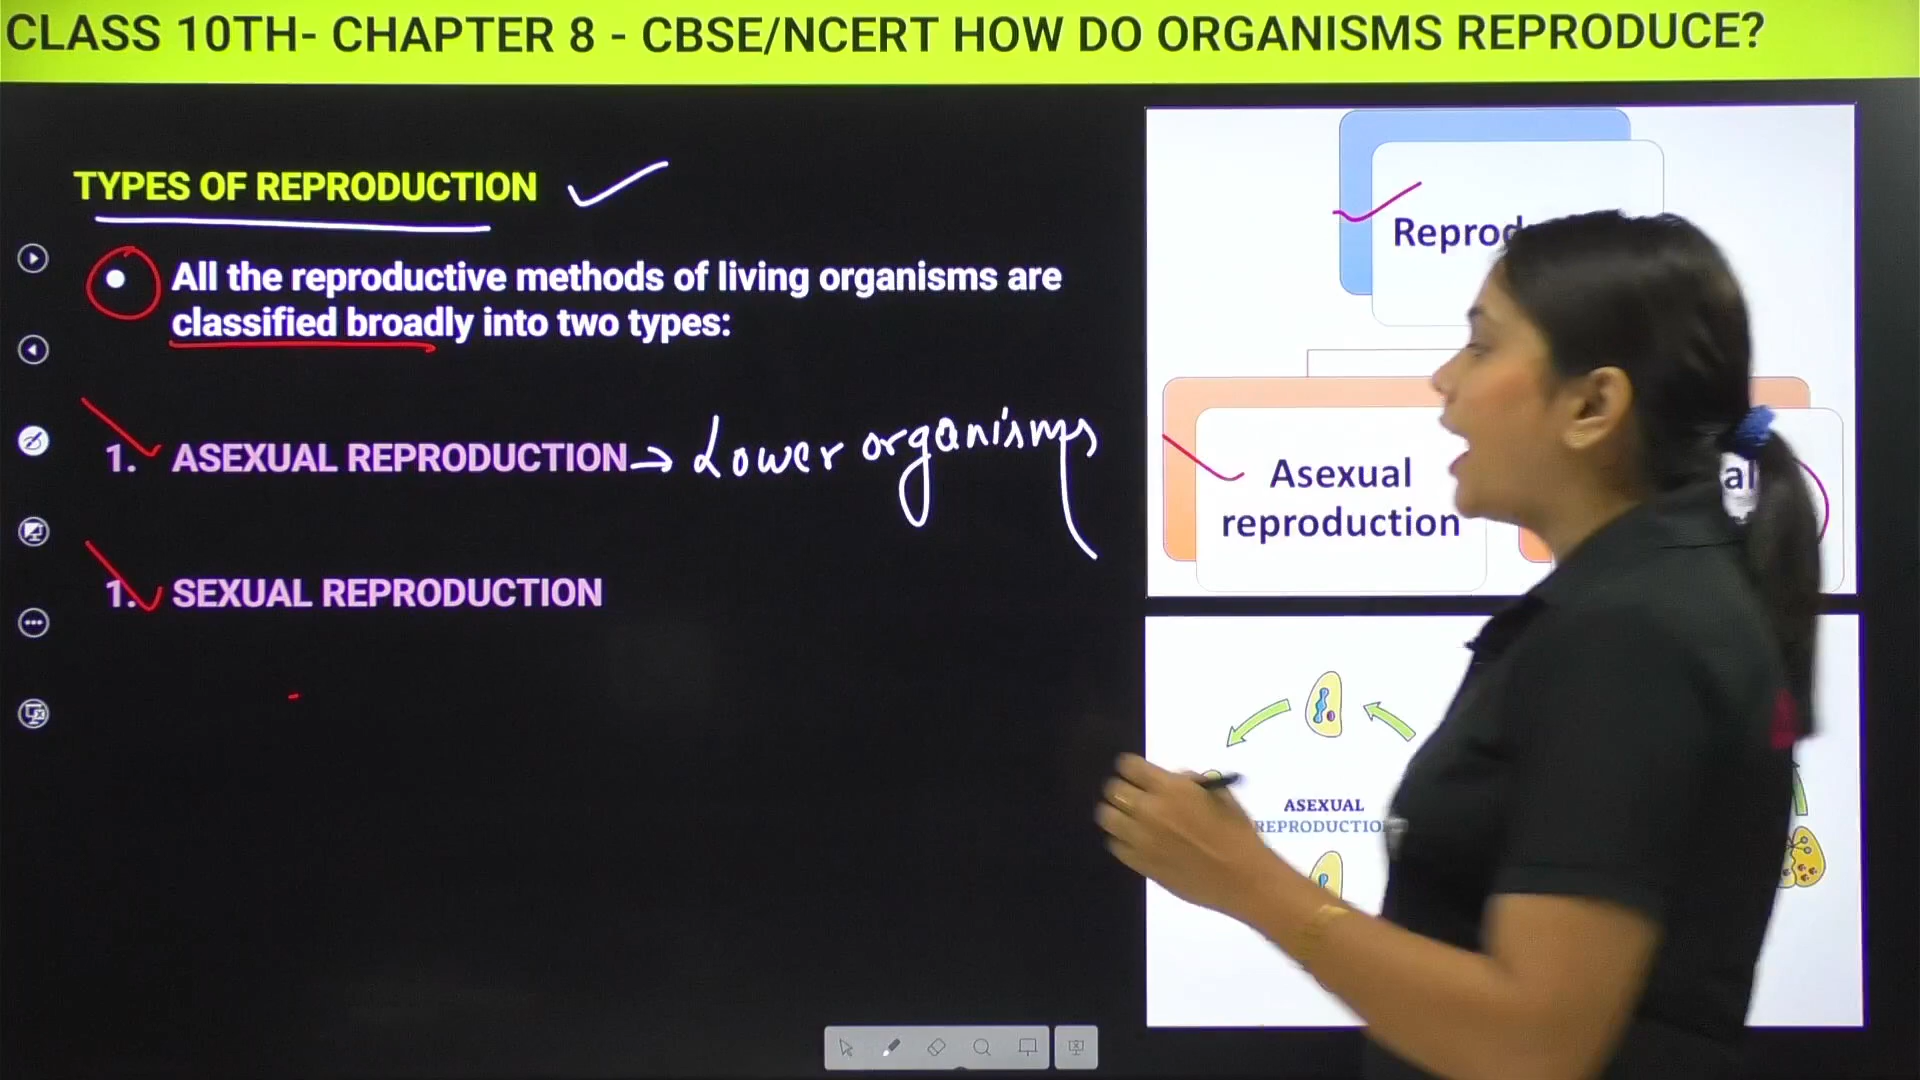 CLASS 10TH- CHAPTER 8 - CBSE/NCERT HOW DO ORGANISMS REPRODUCE?
TYPES OF REPRODUCTION
All the reproductive methods of living organisms are
classified broadly into two types:
1. ASEXUAL REPRODUCTION → Lower organisms
1. SEXUAL REPRODUCTION
Asexual
reproduction
ASEXUAL
REPRODUCTION